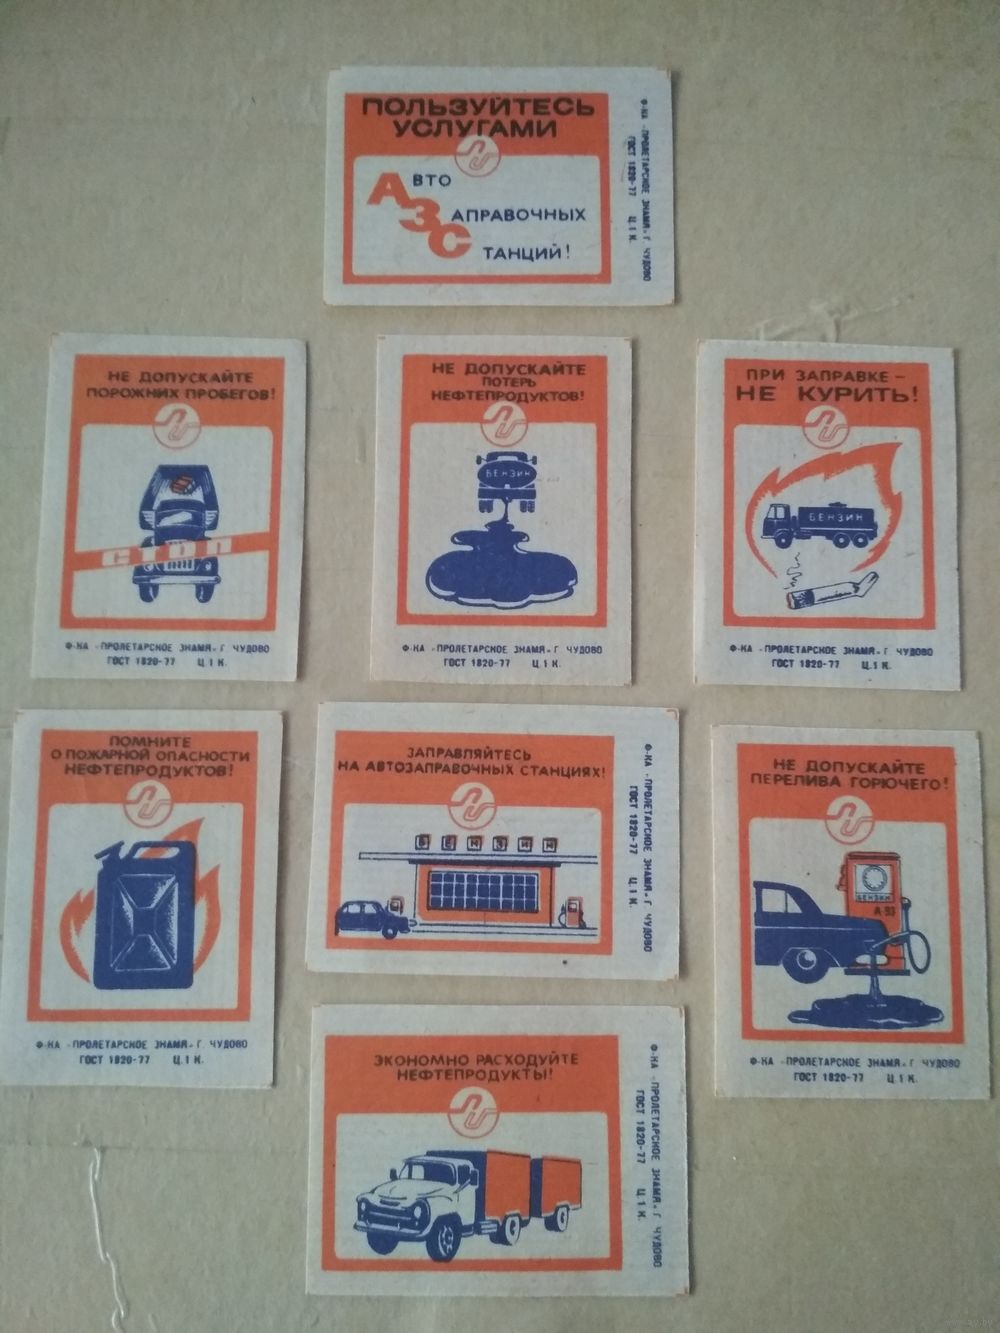 ПОЛЬЗУЙТЕСЬ
УСЛУГАМИ
АВТО
ЗАПРАВОЧНЫХ
СТАНЦИЙ!
Ф-КА «ПРОЛЕТАРСКОЕ ЗНАМЯ» Г. ЧУДОВО
ГОСТ 1820-77 Ц. 1 К.
НЕ ДОПУСКАЙТЕ
ПОРОЖНИХ ПРОБЕГОВ!
СТОП
Ф-КА «ПРОЛЕТАРСКОЕ ЗНАМЯ» Г. ЧУДОВО
ГОСТ 1820-77 Ц. 1 К.
НЕ ДОПУСКАЙТЕ
ПОТЕРЬ
НЕФТЕПРОДУКТОВ!
БЕНЗИН
Ф-КА «ПРОЛЕТАРСКОЕ ЗНАМЯ» Г. ЧУДОВО
ГОСТ 1820-77 Ц. 1 К.
ПРИ ЗАПРАВКЕ –
НЕ КУРИТЬ!
БЕНЗИН
Ф-КА «ПРОЛЕТАРСКОЕ ЗНАМЯ» Г. ЧУДОВО
ГОСТ 1820-77 Ц. 1 К.
ПОМНИТЕ
О ПОЖАРНОЙ ОПАСНОСТИ
НЕФТЕПРОДУКТОВ!
Ф-КА «ПРОЛЕТАРСКОЕ ЗНАМЯ» Г. ЧУДОВО
ГОСТ 1820-77 Ц. 1 К.
ЗАПРАВЛЯЙТЕСЬ
НА АВТОЗАПРАВОЧНЫХ СТАНЦИЯХ!
БЕНЗИН
Ф-КА «ПРОЛЕТАРСКОЕ ЗНАМЯ» Г. ЧУДОВО
ГОСТ 1820-77 Ц. 1 К.
НЕ ДОПУСКАЙТЕ
ПЕРЕЛИВА ГОРЮЧЕГО!
БЕНЗИН
А-93
Ф-КА «ПРОЛЕТАРСКОЕ ЗНАМЯ» Г. ЧУДОВО
ГОСТ 1820-77 Ц. 1 К.
ЭКОНОМНО РАСХОДУЙТЕ
НЕФТЕПРОДУКТЫ!
Ф-КА «ПРОЛЕТАРСКОЕ ЗНАМЯ» Г. ЧУДОВО
ГОСТ 1820-77 Ц. 1 К.